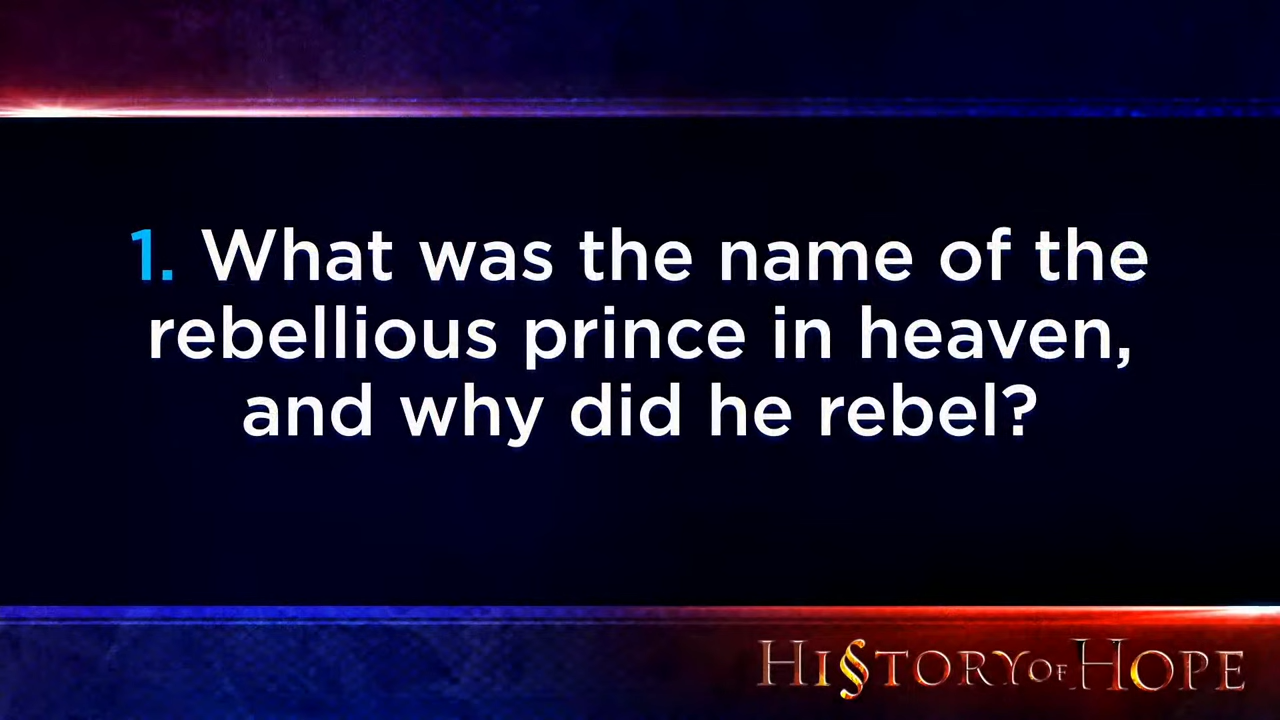 1. What was the name of the
rebellious prince in heaven,
and why did he rebel?
HISTORY OF HOPE